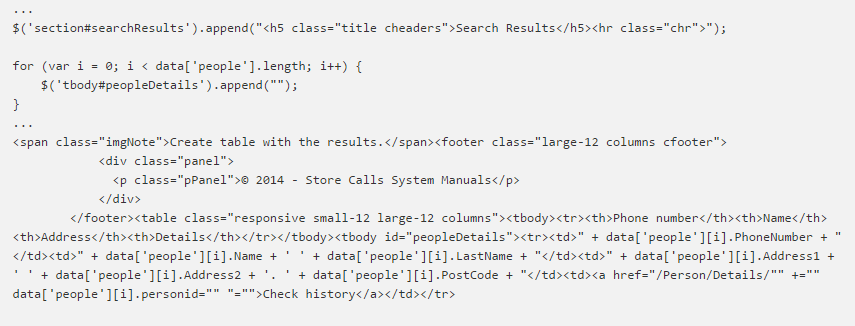 ...
$('section#searchResults').append("<h5 class="title cheaders">Search Results</h5><hr class="chr">");
for (var i = 0; i < data['people'].length; i++) {
    $('tbody#peopleDetails').append("");
}
...
<span class="imgNote">Create table with the results.</span><footer class="large-12 columns cfooter">
            <div class="panel">
              <p class="pPanel">© 2014 - Store Calls System Manuals</p>
            </div>
        </footer><table class="responsive small-12 large-12 columns"><tbody><tr><th>Phone number</th><th>Name</th>
<th>Address</th><th>Details</th></tr></tbody><tbody id="peopleDetails"><tr><td>" + data['people'][i].PhoneNumber + "
</td><td>" + data['people'][i].Name + ' ' + data['people'][i].LastName + "</td><td>" + data['people'][i].Address1 +
' ' + data['people'][i].Address2 + '. ' + data['people'][i].PostCode + "</td><td><a href="/Person/Details/"" +=""
data['people'][i].personid="" "="">Check history</a></td></tr>